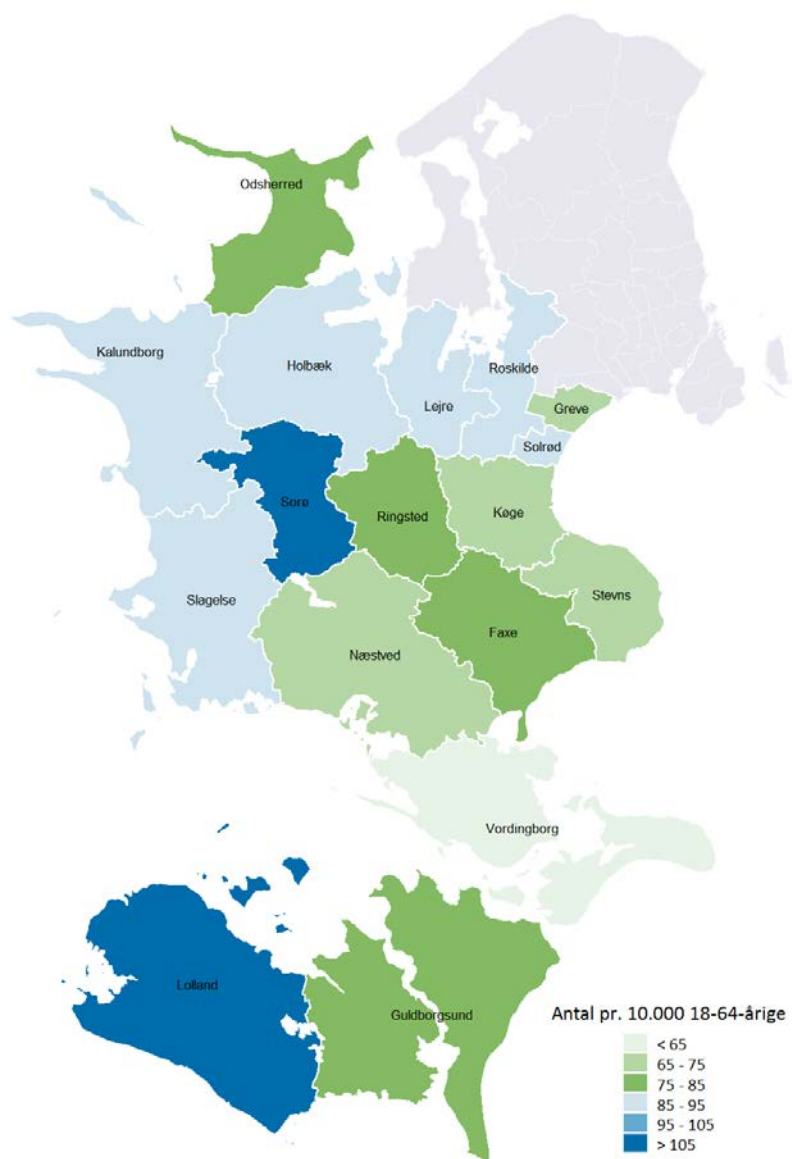 Odsherred
Kalundborg
Holbæk
Roskilde
Lejre
Greve
Solrød
Sorø
Ringsted
Køge
Slagelse
Stevns
Næstved
Faxe
Vordingborg
Lolland
Guldborgsund
Antal pr. 10.000 18-64-årige
< 65
65 - 75
75 - 85
85 - 95
95 - 105
> 105